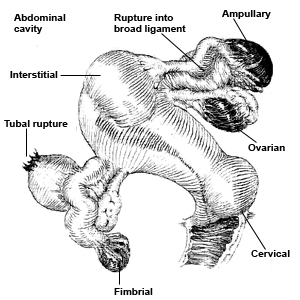 Abdominal
cavity
Rupture into
broad ligament
Ampullary
Interstitial
Tubal rupture
Ovarian
Cervical
Fimbrial